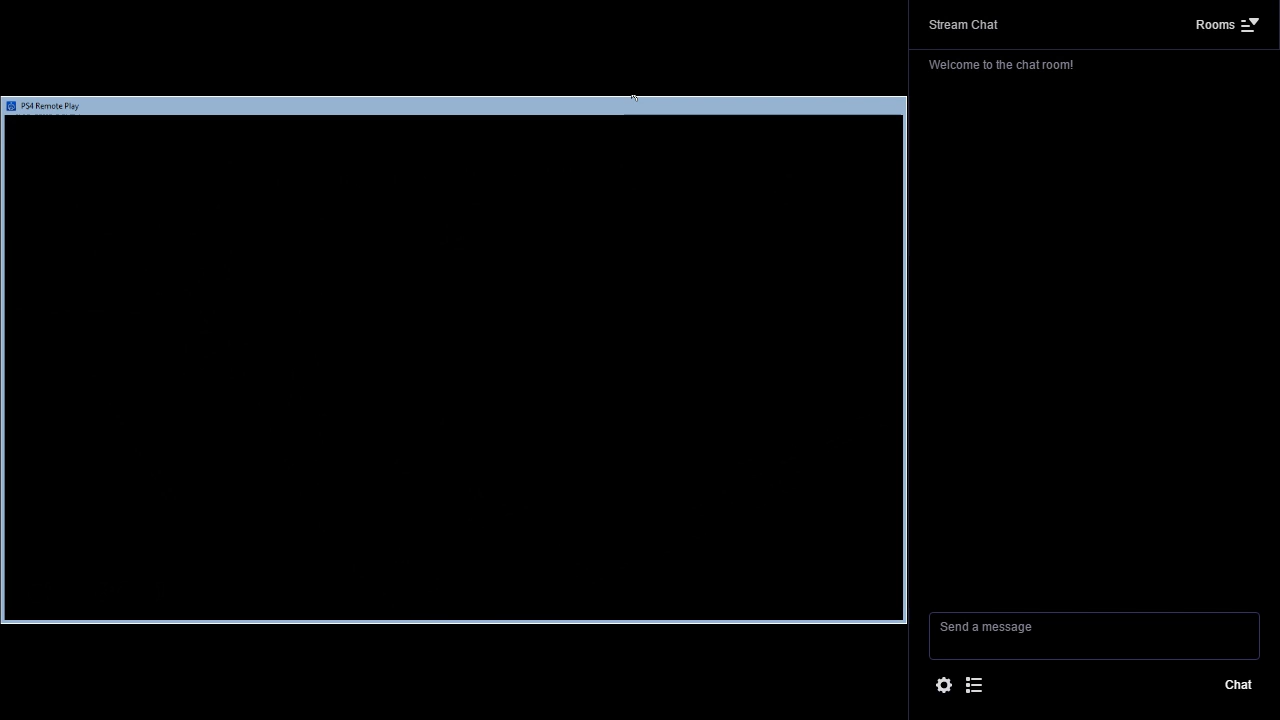 Stream Chat
Rooms
Welcome to the chat room!
PS4 Remote Play
Send a message
Chat